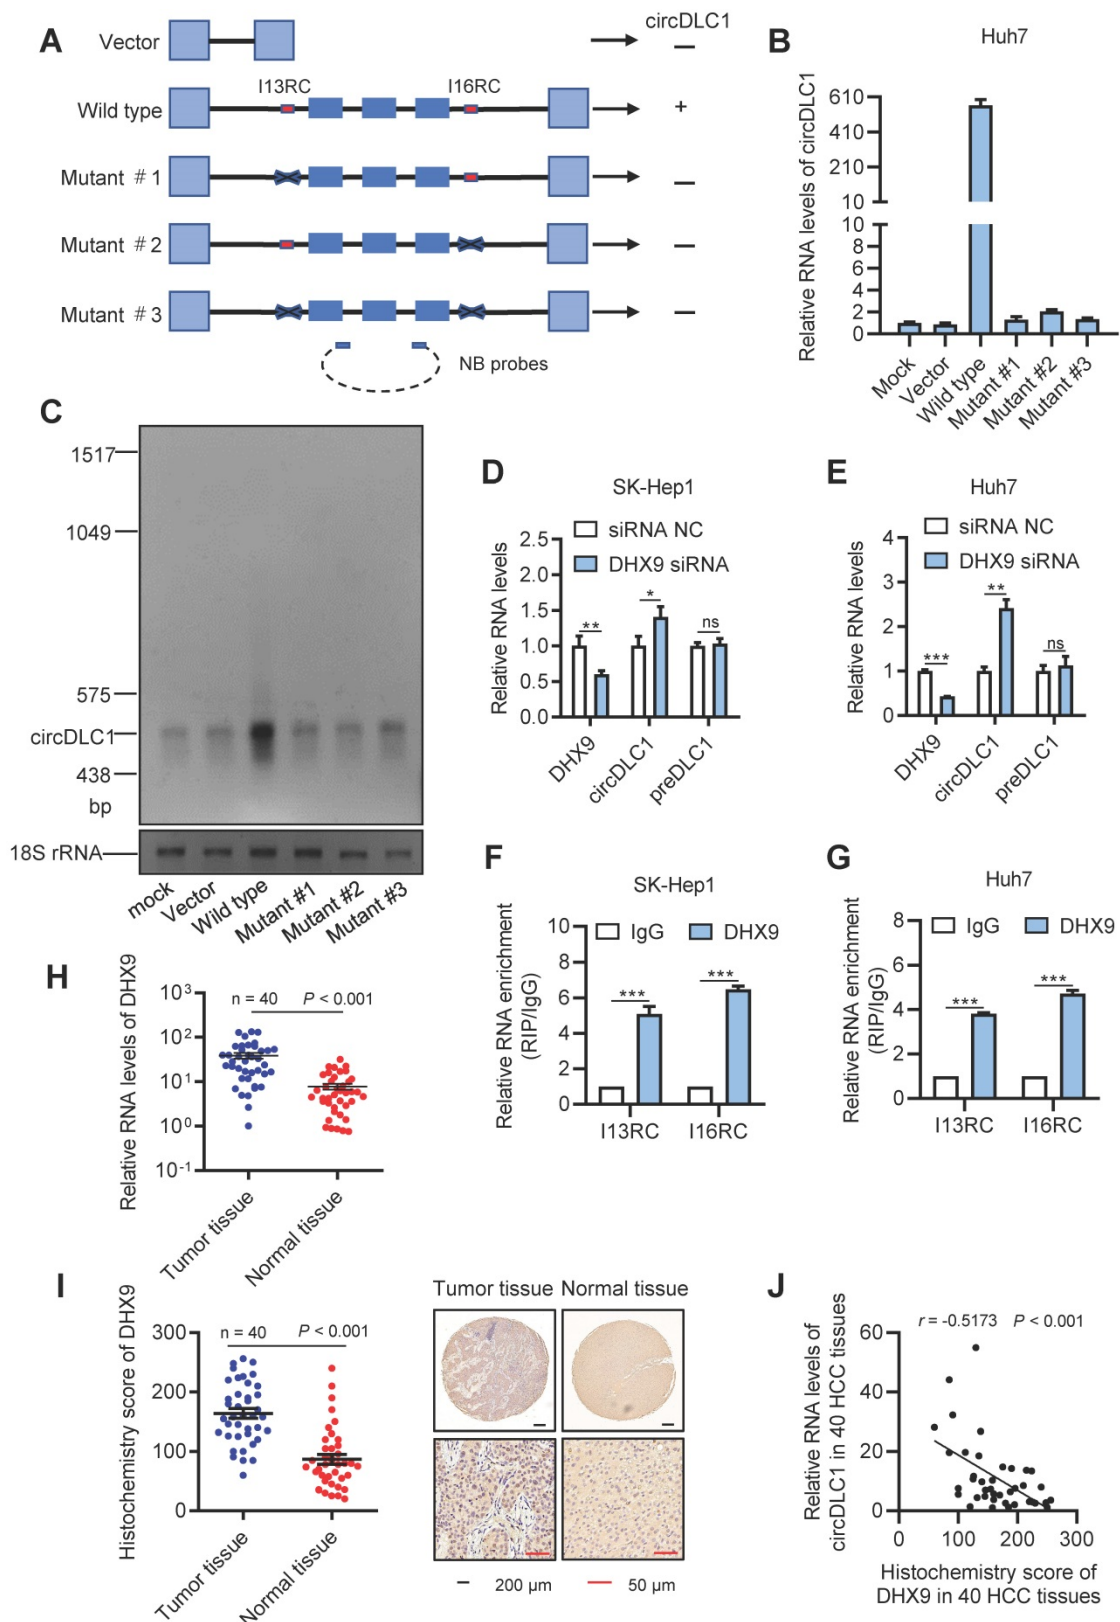 A
circDLC1
Vector
–
I13RC
I16RC
Wild type
+
Mutant #1
–
Mutant #2
–
Mutant #3
–
NB probes
B
Huh7
Relative RNA levels of circDLC1
610
410
210
10
10
8
6
4
2
0
Mock
Vector
Wild type
Mutant #1
Mutant #2
Mutant #3
C
1517
1049
575
circDLC1
438
bp
18S rRNA
mock
Vector
Wild type
Mutant #1
Mutant #2
Mutant #3
D
SK-Hep1
siRNA NC
DHX9 siRNA
Relative RNA levels
2.5
2.0
1.5
1.0
0.5
0.0
**
*
ns
DHX9
circDLC1
preDLC1
E
Huh7
siRNA NC
DHX9 siRNA
Relative RNA levels
4
3
2
1
0
***
**
ns
DHX9
circDLC1
preDLC1
F
SK-Hep1
IgG
DHX9
Relative RNA enrichment
(RIP/IgG)
10
8
6
4
2
0
***
***
I13RC
I16RC
G
Huh7
IgG
DHX9
Relative RNA enrichment
(RIP/IgG)
8
6
4
2
0
***
***
I13RC
I16RC
H
Relative RNA levels of DHX9
n = 40
P < 0.001
10³
10²
10¹
10⁰
10⁻¹
Tumor tissue
Normal tissue
I
Histochemistry score of DHX9
n = 40
P < 0.001
300
200
100
0
Tumor tissue
Normal tissue
Tumor tissue
Normal tissue
200 μm
50 μm
J
r = -0.5173 P < 0.001
Relative RNA levels of
circDLC1 in 40 HCC tissues
60
40
20
0
0
100
200
300
Histochemistry score of
DHX9 in 40 HCC tissues